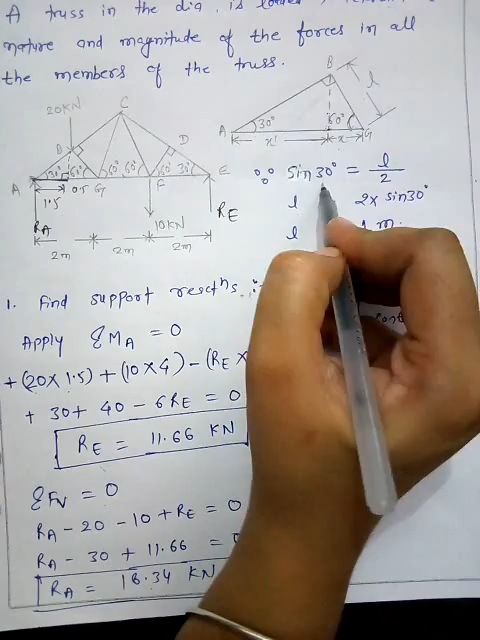 A truss in the dia. is
nature and magnitude of the forces in all
the members of the truss.
20KN
C
B
D
A
30° 60° 60° 60° 60° 30°
E
1.5
0.5
G
F
RA
10KN
RE
2m
2m
2m
B
l
A
30°
60°
G
x'
x
∴ sin30° = l/2
l 2x sin30°
l 1 m.
1. Find support
Apply ΣMA = 0
+(20×1.5) + (10×4) - (RE ×
+ 30 + 40 - 6RE = 0
RE = 11.66 KN
ΣFV = 0
RA - 20 - 10 + RE = 0
RA - 30 + 11.66 = 0
RA = 18.34 KN